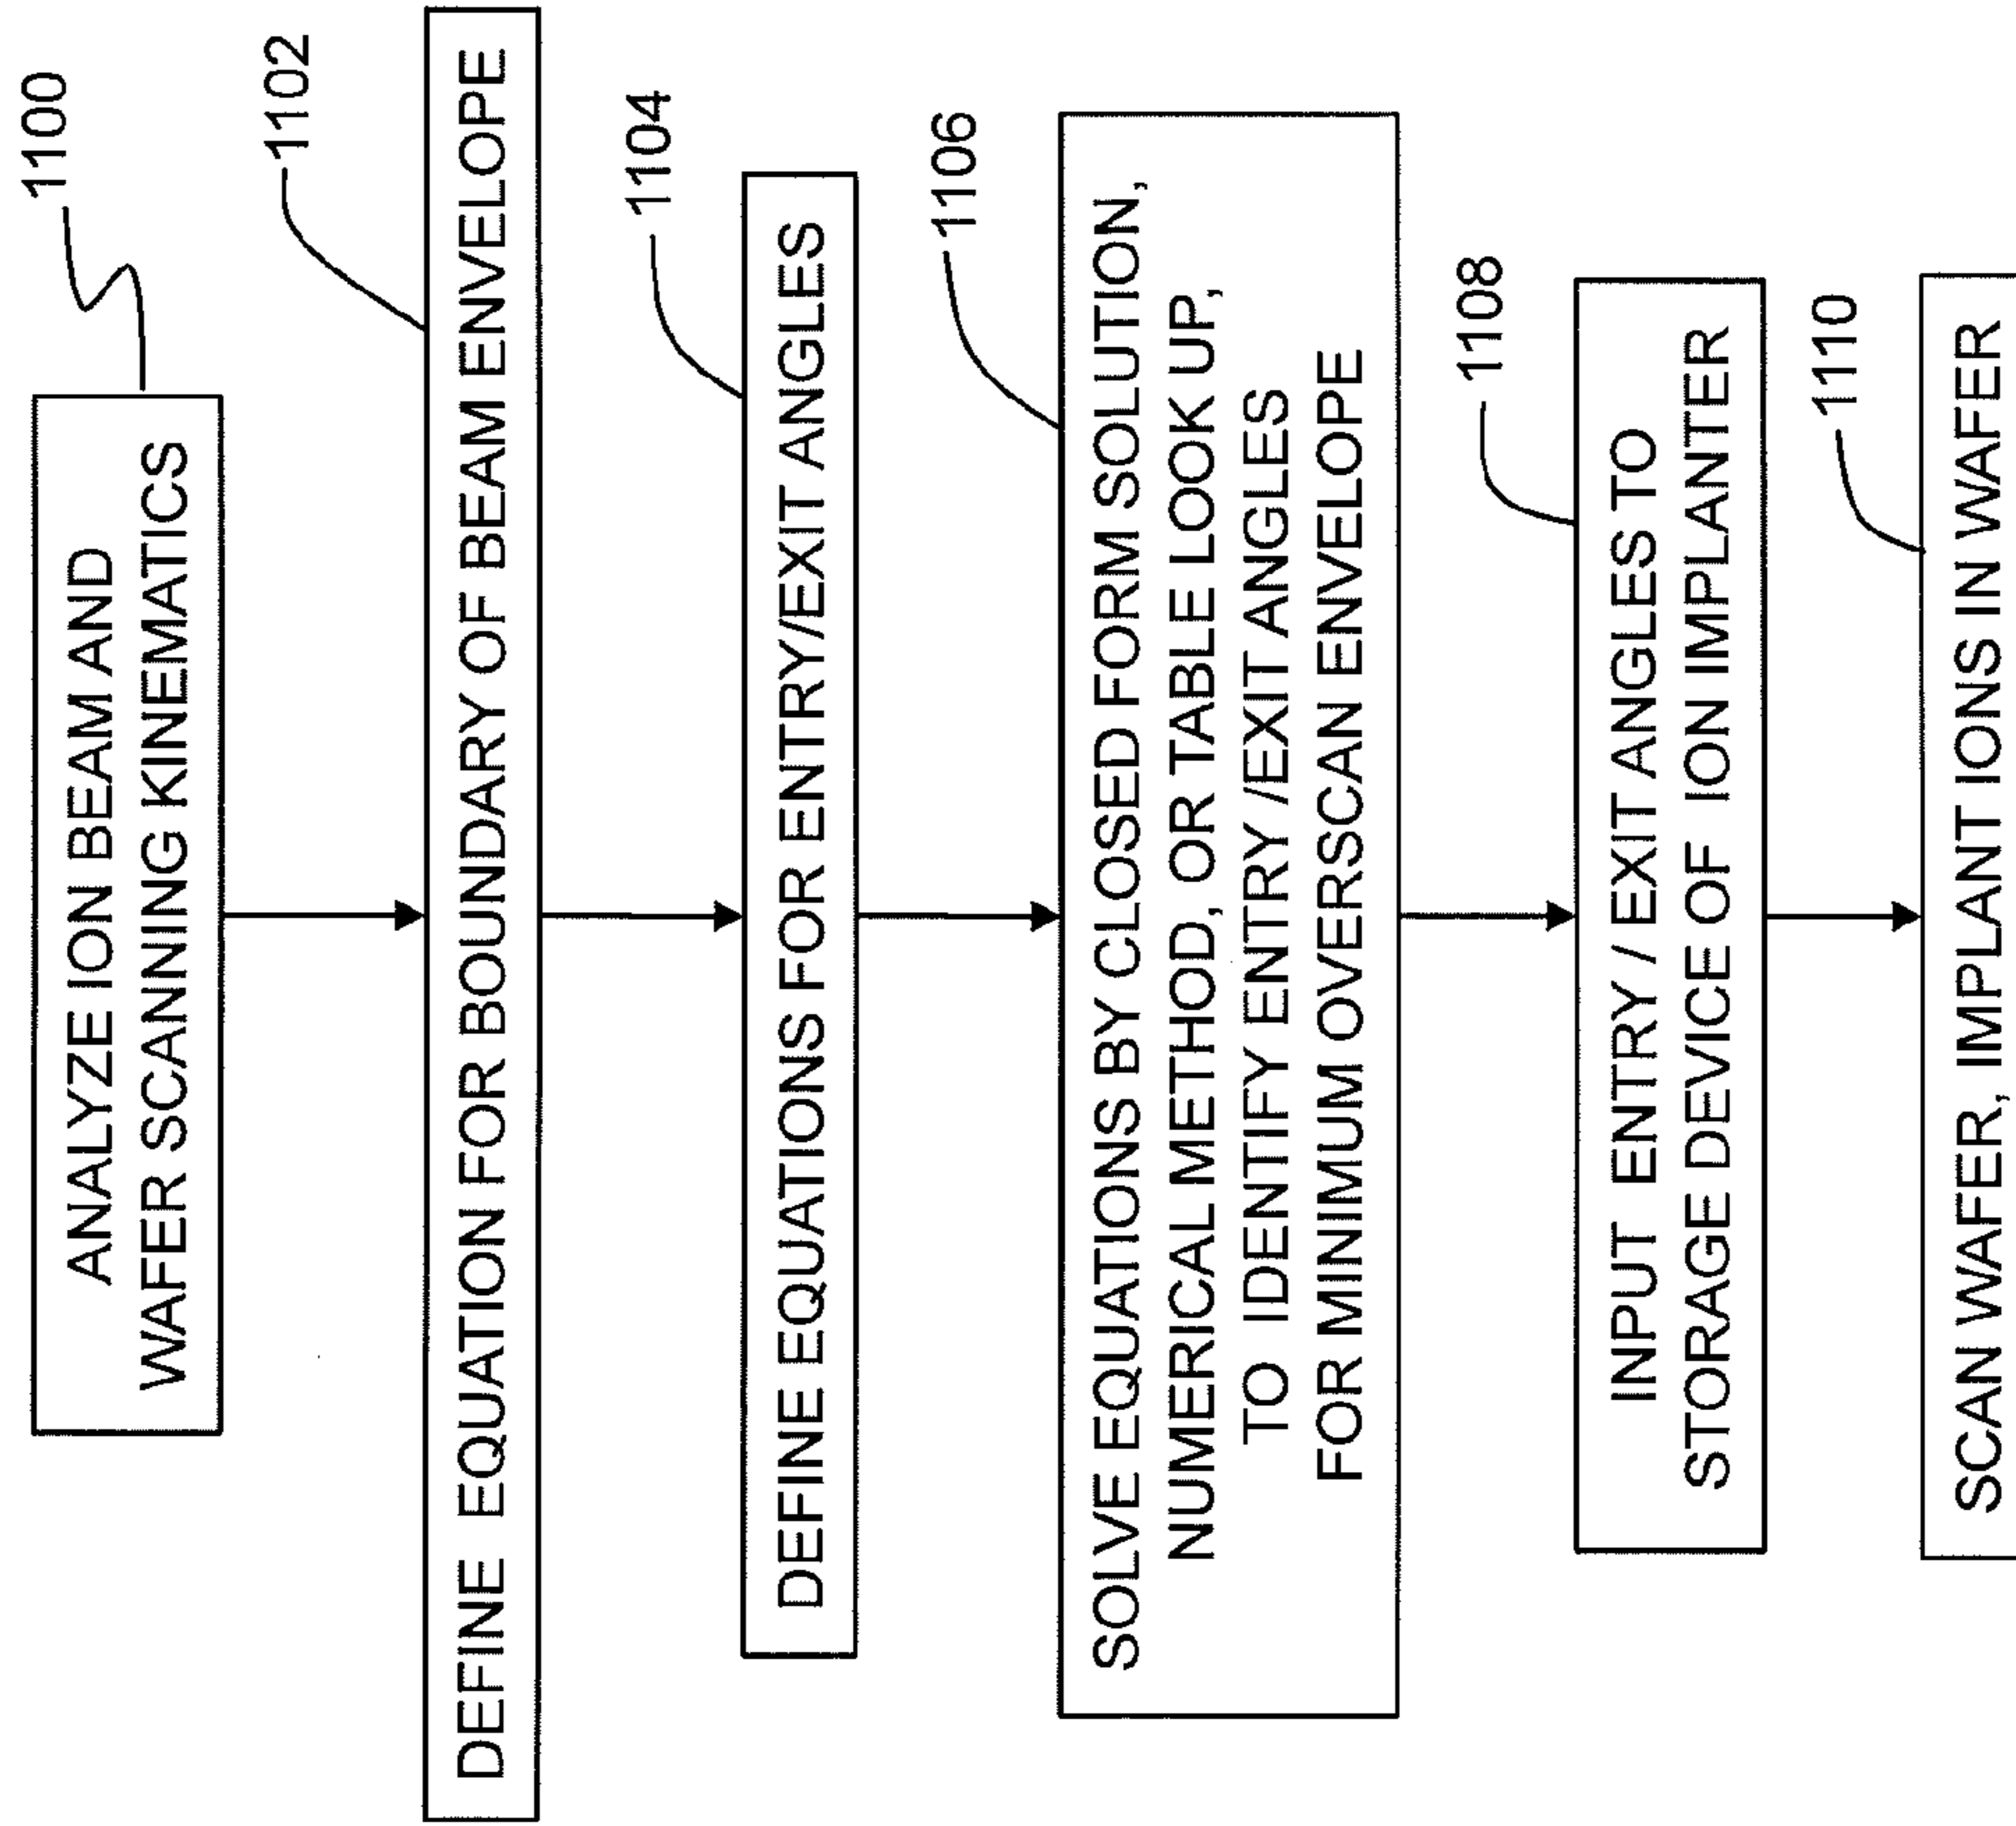 1100
ANALYZE ION BEAM AND
WAFER SCANNING KINEMATICS
1102
DEFINE EQUATION FOR BOUNDARY OF BEAM ENVELOPE
1104
DEFINE EQUATIONS FOR ENTRY/EXIT ANGLES
1106
SOLVE EQUATIONS BY CLOSED FORM SOLUTION,
NUMERICAL METHOD, OR TABLE LOOK UP,
TO IDENTIFY ENTRY /EXIT ANGLES
FOR MINIMUM OVERSCAN ENVELOPE
1108
INPUT ENTRY / EXIT ANGLES TO
STORAGE DEVICE OF ION IMPLANTER
1110
SCAN WAFER, IMPLANT IONS IN WAFER